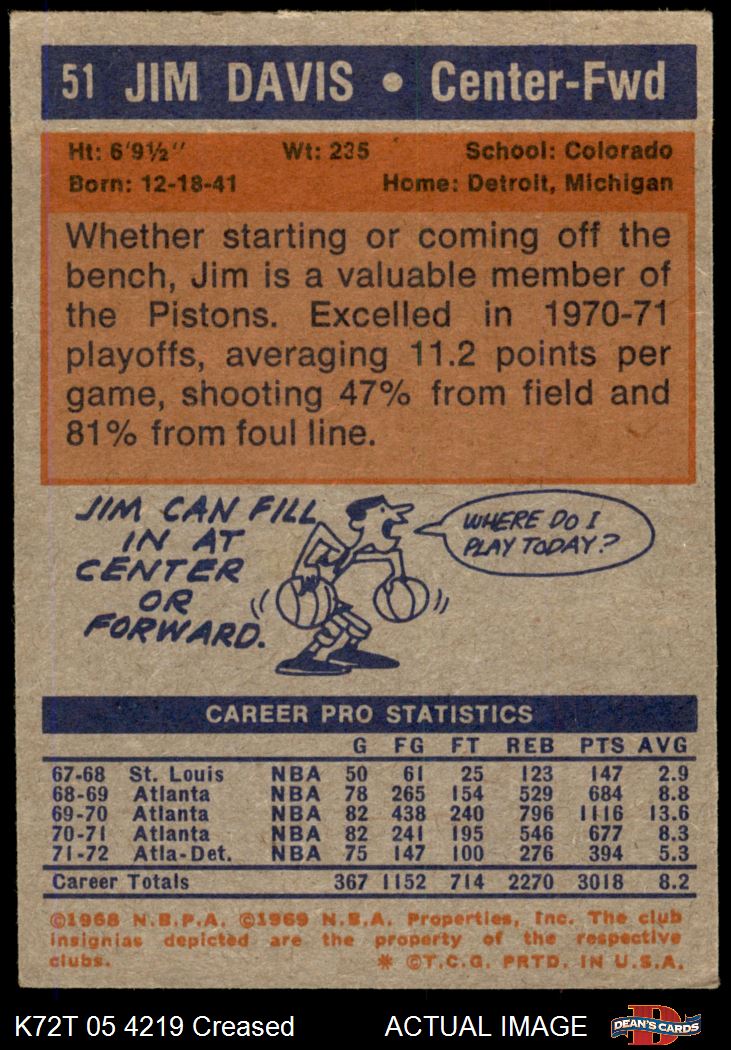 51 JIM DAVIS • Center-Fwd
Ht: 6'9½" Wt: 235 School: Colorado
Born: 12-18-41 Home: Detroit, Michigan
Whether starting or coming off the
bench, Jim is a valuable member of
the Pistons. Excelled in 1970-71
playoffs, averaging 11.2 points per
game, shooting 47% from field and
81% from foul line.
JIM CAN FILL
IN AT
CENTER
OR
FORWARD.
WHERE DO I
PLAY TODAY?
CAREER PRO STATISTICS
G FG FT REB PTS AVG
67-68 St. Louis NBA 50 61 25 123 147 2.9
68-69 Atlanta NBA 78 265 154 529 684 8.8
69-70 Atlanta NBA 82 438 240 796 1116 13.6
70-71 Atlanta NBA 82 241 195 546 677 8.3
71-72 Atla-Det. NBA 75 147 100 276 394 5.3
Career Totals 367 1152 714 2270 3018 8.2
©1968 N.B.P.A. ©1969 N.B.A. Properties, Inc. The club
insignias depicted are the property of the respective
clubs. * ©T.C.G. PRTD. IN U.S.A.
K72T 05 4219 Creased ACTUAL IMAGE
D
DEAN'S CARDS